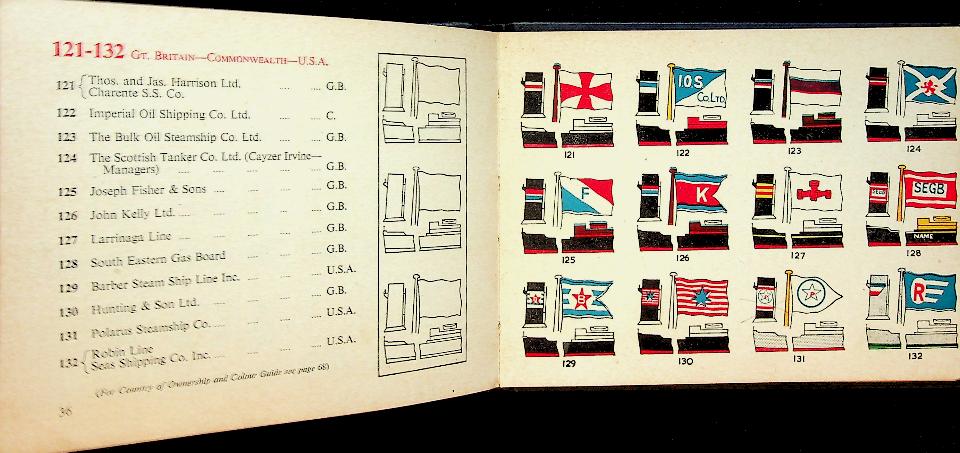 121-132 GT. BRITAIN—COMMONWEALTH—U.S.A.
121 { Thos. and Jas. Harrison Ltd. .... .... G.B.
Charente S.S. Co.
122 Imperial Oil Shipping Co. Ltd. .... .... C.
123 The Bulk Oil Steamship Co. Ltd. .... .... G.B.
124 The Scottish Tanker Co. Ltd. (Cayzer Irvine—
Managers) .... .... .... .... .... G.B.
125 Joseph Fisher & Sons .... .... .... .... G.B.
126 John Kelly Ltd. .... .... .... .... .... G.B.
127 Larrinaga Line .... .... .... .... .... G.B.
128 South Eastern Gas Board .... .... .... G.B.
129 Barber Steam Ship Line Inc. .... .... .... U.S.A.
130 Hunting & Son Ltd. .... .... .... .... G.B.
131 Polarus Steamship Co. .... .... .... .... U.S.A.
132 { Robin Line
Seas Shipping Co. Inc. .... .... .... .... U.S.A.
(For Country of Ownership and Colour Guide see page 68)
36
I.O.S
Co. Ltd
121
122
123
124
F
K
SEGB
SEGB
NAME
125
126
127
128
B
R
129
130
131
132